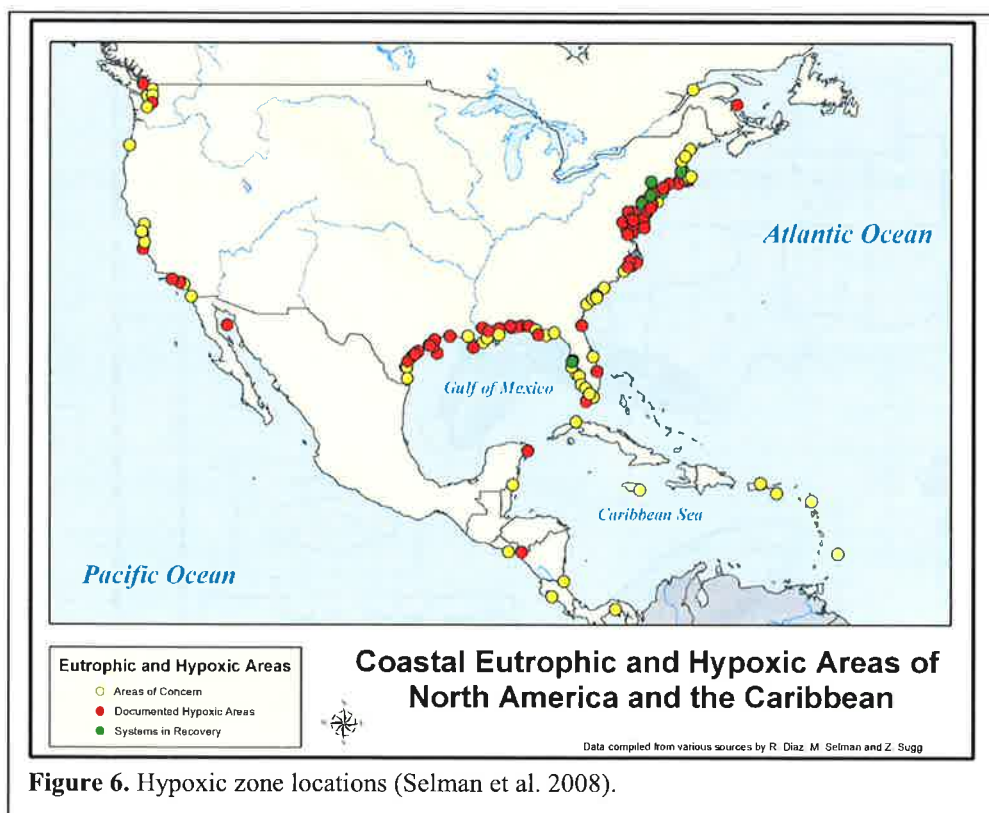 Atlantic Ocean
Gulf of Mexico
Caribbean Sea
Pacific Ocean
Eutrophic and Hypoxic Areas
Areas of Concern
Documented Hypoxic Areas
Systems in Recovery
Coastal Eutrophic and Hypoxic Areas of
North America and the Caribbean
Data compiled from various sources by R. Diaz, M. Selman and Z. Sugg
Figure 6. Hypoxic zone locations (Selman et al. 2008).